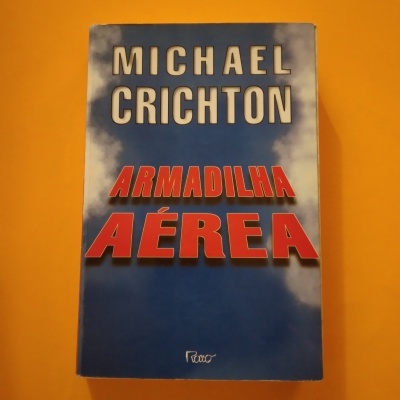 MICHAEL
CRICHTON
ARMADILHA
AÉREA
Rocco